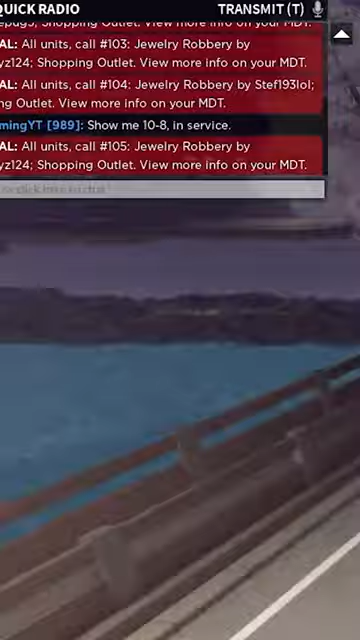 QUICK RADIO TRANSMIT (T)
Shopping Outlet. View more info on your MDT.
AL: All units, call #103: Jewelry Robbery by
yz124; Shopping Outlet. View more info on your MDT.
AL: All units, call #104: Jewelry Robbery by Stef193lol;
ng Outlet. View more info on your MDT.
mingYT [989]: Show me 10-8, in service.
AL: All units, call #105: Jewelry Robbery by
yz124; Shopping Outlet. View more info on your MDT.